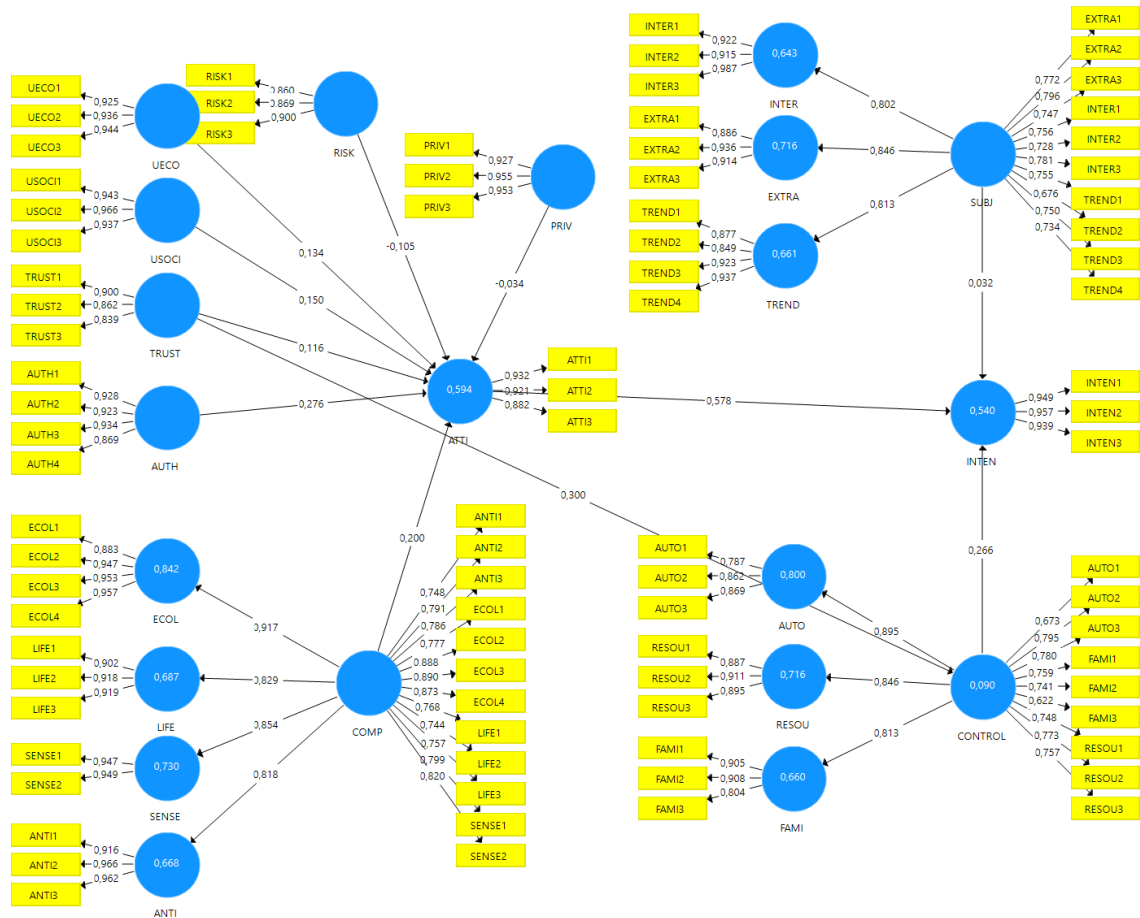 UECO1
UECO2
UECO3
0,925
0,936
0,944
UECO
RISK1
RISK2
RISK3
0,860
0,869
0,900
RISK
USOCI1
USOCI2
USOCI3
0,943
0,966
0,937
USOCI
TRUST1
TRUST2
TRUST3
0,900
0,862
0,839
TRUST
AUTH1
AUTH2
AUTH3
AUTH4
0,928
0,923
0,934
0,869
AUTH
PRIV1
PRIV2
PRIV3
0,927
0,955
0,953
PRIV
0,134
-0,105
-0,034
0,150
0,116
0,276
0,594
ATTI
0,932
0,921
0,882
ATTI1
ATTI2
ATTI3
0,578
0,300
0,200
INTER1
INTER2
INTER3
0,922
0,915
0,987
0,643
INTER
EXTRA1
EXTRA2
EXTRA3
0,886
0,936
0,914
0,716
EXTRA
TREND1
TREND2
TREND3
TREND4
0,877
0,849
0,923
0,937
0,661
TREND
0,802
0,846
0,813
SUBJ
0,772
0,796
0,747
0,756
0,728
0,781
0,755
0,676
0,750
0,734
EXTRA1
EXTRA2
EXTRA3
INTER1
INTER2
INTER3
TREND1
TREND2
TREND3
TREND4
0,032
0,540
INTEN
0,949
0,957
0,939
INTEN1
INTEN2
INTEN3
0,266
ECOL1
ECOL2
ECOL3
ECOL4
0,883
0,947
0,953
0,957
0,842
ECOL
LIFE1
LIFE2
LIFE3
0,902
0,918
0,919
0,687
LIFE
SENSE1
SENSE2
0,947
0,949
0,730
SENSE
ANTI1
ANTI2
ANTI3
0,916
0,966
0,962
0,668
ANTI
0,917
0,829
0,854
0,818
COMP
0,748
0,791
0,786
0,777
0,888
0,890
0,873
0,768
0,744
0,757
0,799
0,820
ANTI1
ANTI2
ANTI3
ECOL1
ECOL2
ECOL3
ECOL4
LIFE1
LIFE2
LIFE3
SENSE1
SENSE2
AUTO1
AUTO2
AUTO3
0,787
0,862
0,869
0,800
AUTO
RESOU1
RESOU2
RESOU3
0,887
0,911
0,895
0,716
RESOU
FAMI1
FAMI2
FAMI3
0,905
0,908
0,804
0,660
FAMI
0,895
0,846
0,813
0,090
CONTROL
0,673
0,795
0,780
0,759
0,741
0,622
0,748
0,773
0,757
AUTO1
AUTO2
AUTO3
FAMI1
FAMI2
FAMI3
RESOU1
RESOU2
RESOU3